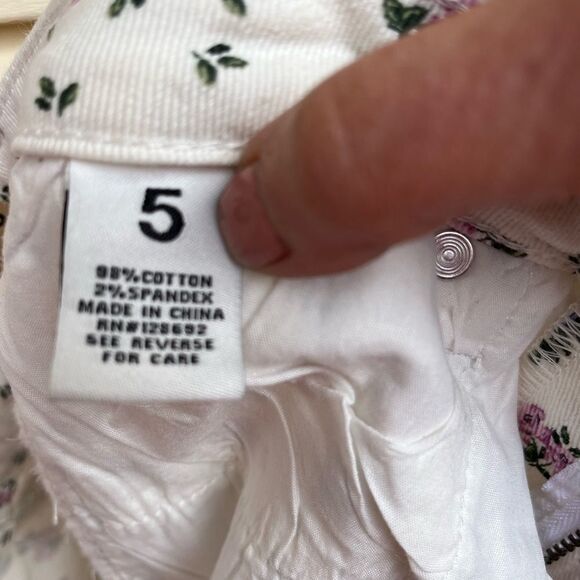 5
98%COTTON
2%SPANDEX
MADE IN CHINA
RN#128692
SEE REVERSE
FOR CARE